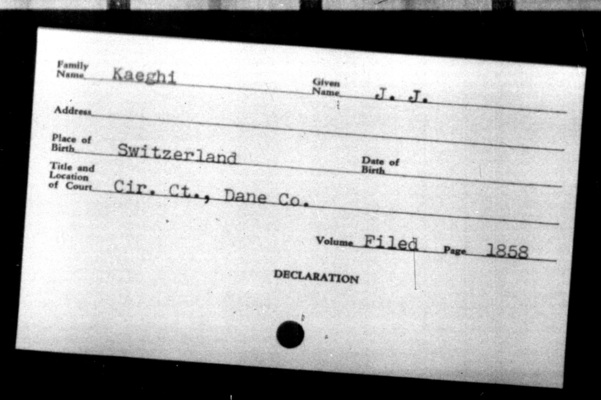 Family Name Kaeghi Given Name J. J.
Address
Place of Birth Switzerland Date of Birth
Title and Location of Court Cir. Ct., Dane Co.
Volume Filed Page 1858
DECLARATION